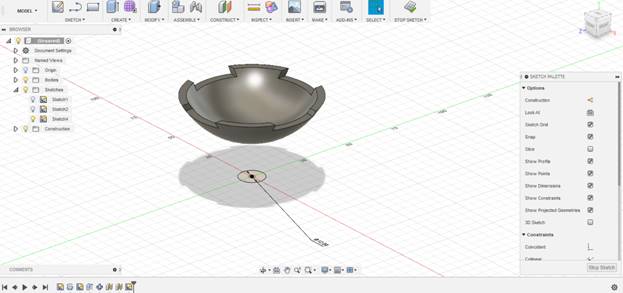 MODEL
SKETCH
CREATE
MODIFY
ASSEMBLE
CONSTRUCT
INSPECT
INSERT
MAKE
ADD-INS
SELECT
STOP SKETCH
BROWSER
(Unsaved)
Document Settings
Named Views
Origin
Bodies
Sketches
Sketch1
Sketch2
Sketch4
Construction
SKETCH PALETTE
Options
Construction
Look At
Sketch Grid
Snap
Slice
Show Profile
Show Points
Show Dimensions
Show Constraints
Show Projected Geometries
3D Sketch
Constraints
Coincident
Stop Sketch
COMMENTS